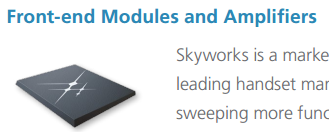 Front-end Modules and Amplifiers
Skyworks is a marke
leading handset mar
sweeping more func